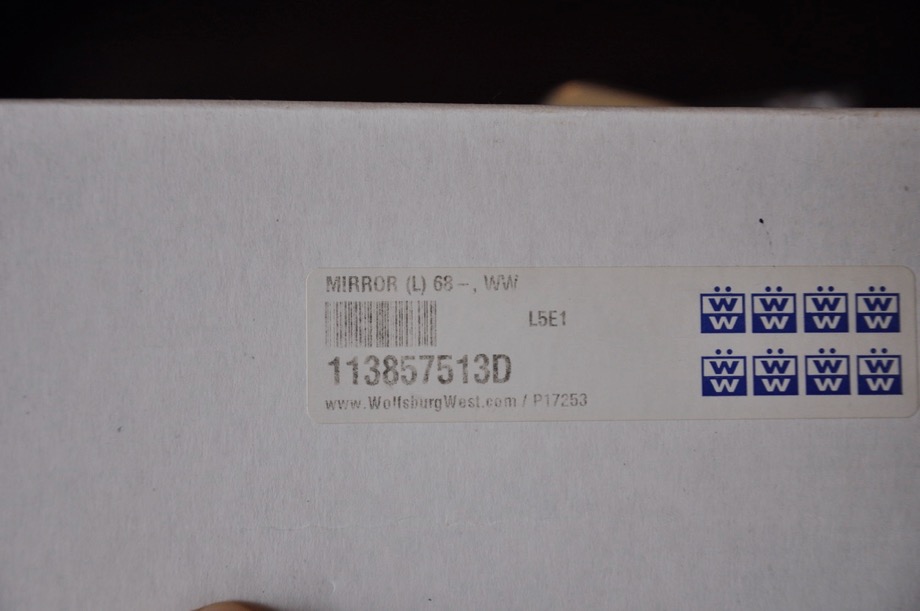 MIRROR (L) 68-, WW
L5E1
113857513D
www.WolfsburgWest.com / P17253
Ẅ Ẅ Ẅ Ẅ
W W W W
Ẅ Ẅ Ẅ Ẅ
W W W W